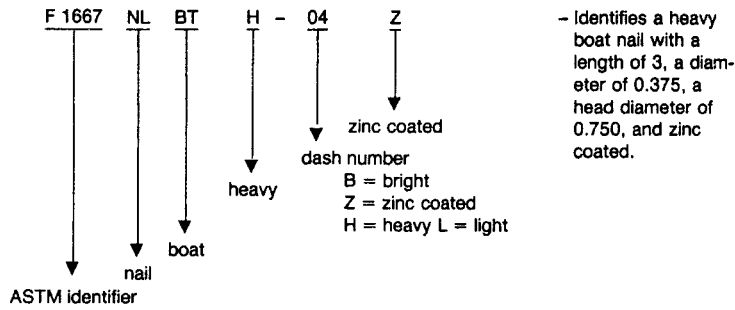 F 1667 NL BT H – 04 Z
– Identifies a heavy
boat nail with a
length of 3, a diam-
eter of 0.375, a
head diameter of
0.750, and zinc
coated.
zinc coated
dash number
B = bright
Z = zinc coated
H = heavy L = light
heavy
boat
nail
ASTM identifier